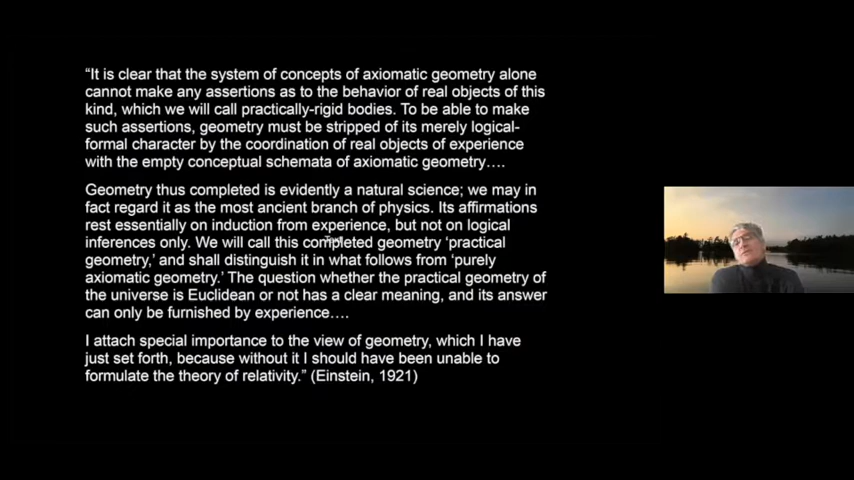 “It is clear that the system of concepts of axiomatic geometry alone
cannot make any assertions as to the behavior of real objects of this
kind, which we will call practically-rigid bodies. To be able to make
such assertions, geometry must be stripped of its merely logical-
formal character by the coordination of real objects of experience
with the empty conceptual schemata of axiomatic geometry….
Geometry thus completed is evidently a natural science; we may in
fact regard it as the most ancient branch of physics. Its affirmations
rest essentially on induction from experience, but not on logical
inferences only. We will call this completed geometry ‘practical
geometry,’ and shall distinguish it in what follows from ‘purely
axiomatic geometry.’ The question whether the practical geometry of
the universe is Euclidean or not has a clear meaning, and its answer
can only be furnished by experience….
I attach special importance to the view of geometry, which I have
just set forth, because without it I should have been unable to
formulate the theory of relativity.” (Einstein, 1921)